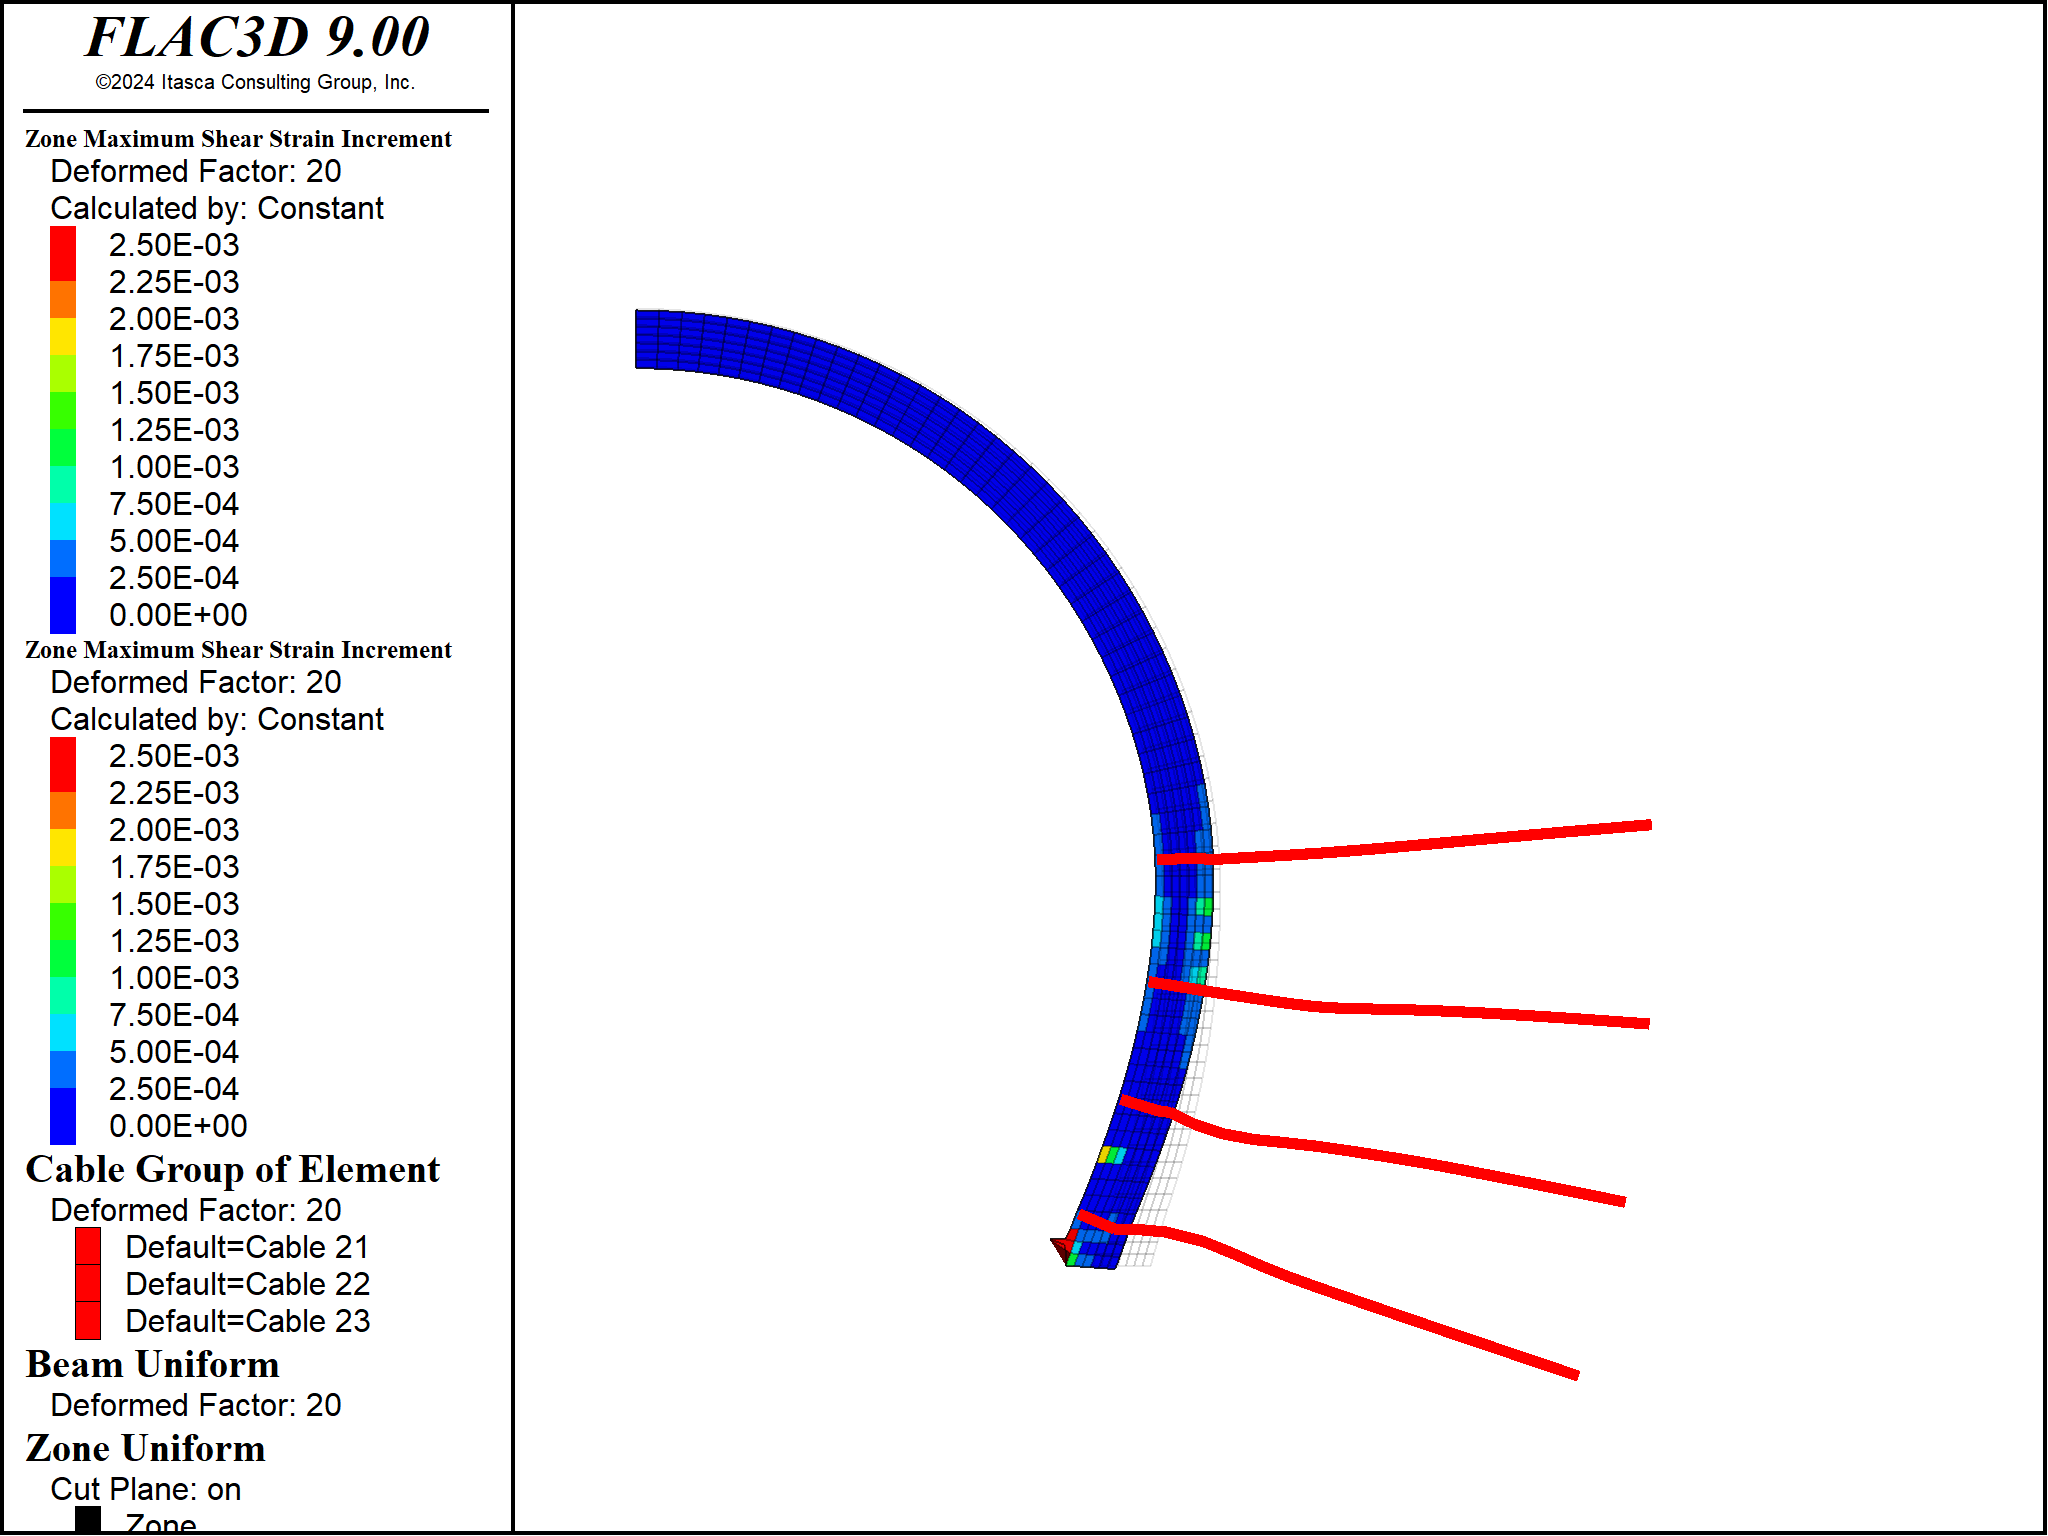 FLAC3D 9.00
©2024 Itasca Consulting Group, Inc.
Zone Maximum Shear Strain Increment
Deformed Factor: 20
Calculated by: Constant
2.50E-03
2.25E-03
2.00E-03
1.75E-03
1.50E-03
1.25E-03
1.00E-03
7.50E-04
5.00E-04
2.50E-04
0.00E+00
Zone Maximum Shear Strain Increment
Deformed Factor: 20
Calculated by: Constant
2.50E-03
2.25E-03
2.00E-03
1.75E-03
1.50E-03
1.25E-03
1.00E-03
7.50E-04
5.00E-04
2.50E-04
0.00E+00
Cable Group of Element
Deformed Factor: 20
Default=Cable 21
Default=Cable 22
Default=Cable 23
Beam Uniform
Deformed Factor: 20
Zone Uniform
Cut Plane: on
Zone